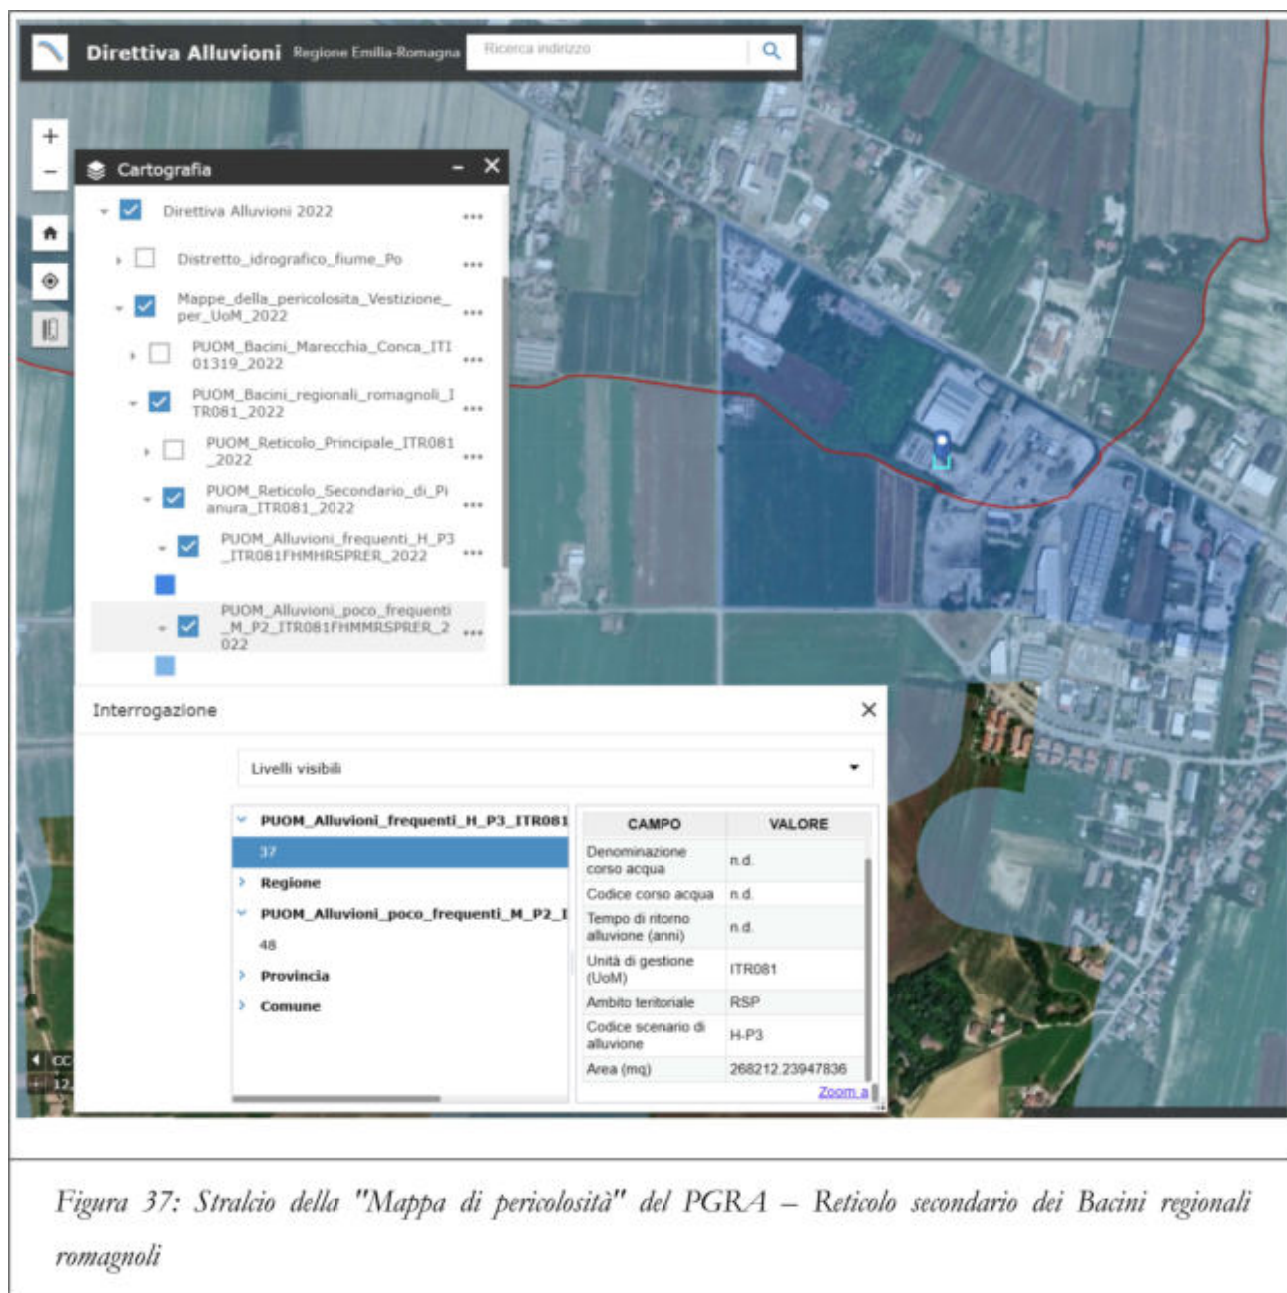 Direttiva Alluvioni Regione Emilia-Romagna
Ricerca indirizzo
+
−
Cartografia
Direttiva Alluvioni 2022
Distretto_idrografico_fiume_Po
Mappe_della_pericolosita_Vestizione_
per_UoM_2022
PUOM_Bacini_Marecchia_Conca_ITI
01319_2022
PUOM_Bacini_regionali_romagnoli_I
TR081_2022
PUOM_Reticolo_Principale_ITR081
_2022
PUOM_Reticolo_Secondario_di_Pi
anura_ITR081_2022
PUOM_Alluvioni_frequenti_H_P3
_ITR081FHMHRSPRER_2022
PUOM_Alluvioni_poco_frequenti
_M_P2_ITR081FHMMRSPRER_2
022
Interrogazione
Livelli visibili
PUOM_Alluvioni_frequenti_H_P3_ITR081
37
Regione
PUOM_Alluvioni_poco_frequenti_M_P2_I
48
Provincia
Comune
CAMPO VALORE
Denominazione
corso acqua n.d.
Codice corso acqua n.d.
Tempo di ritorno
alluvione (anni) n.d.
Unità di gestione
(UoM) ITR081
Ambito teritoriale RSP
Codice scenario di
alluvione H-P3
Area (mq) 268212.23947836
Zoom a
CC
12.
Figura 37: Stralcio della "Mappa di pericolosità" del PGRA – Reticolo secondario dei Bacini regionali
romagnoli